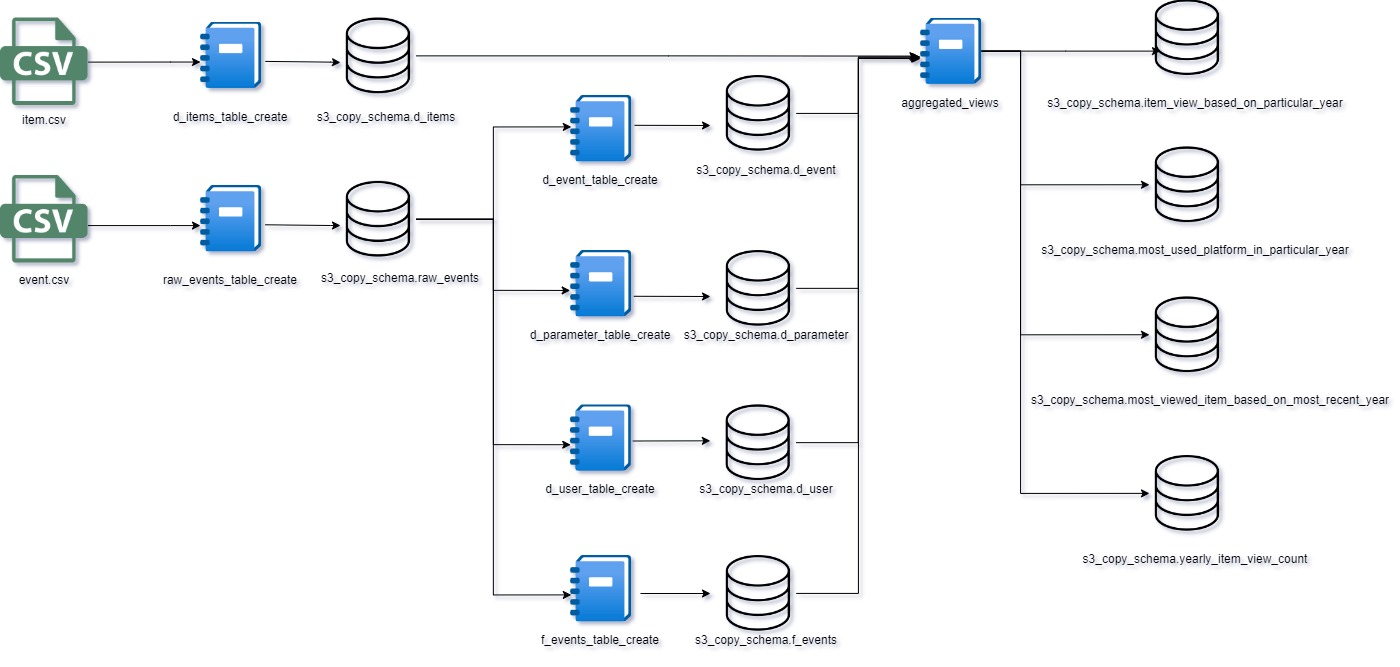 CSV
item.csv
d_items_table_create
s3_copy_schema.d_items
aggregated_views
s3_copy_schema.item_view_based_on_particular_year
CSV
event.csv
raw_events_table_create
s3_copy_schema.raw_events
d_event_table_create
s3_copy_schema.d_event
d_parameter_table_create
s3_copy_schema.d_parameter
d_user_table_create
s3_copy_schema.d_user
f_events_table_create
s3_copy_schema.f_events
s3_copy_schema.most_used_platform_in_particular_year
s3_copy_schema.most_viewed_item_based_on_most_recent_year
s3_copy_schema.yearly_item_view_count